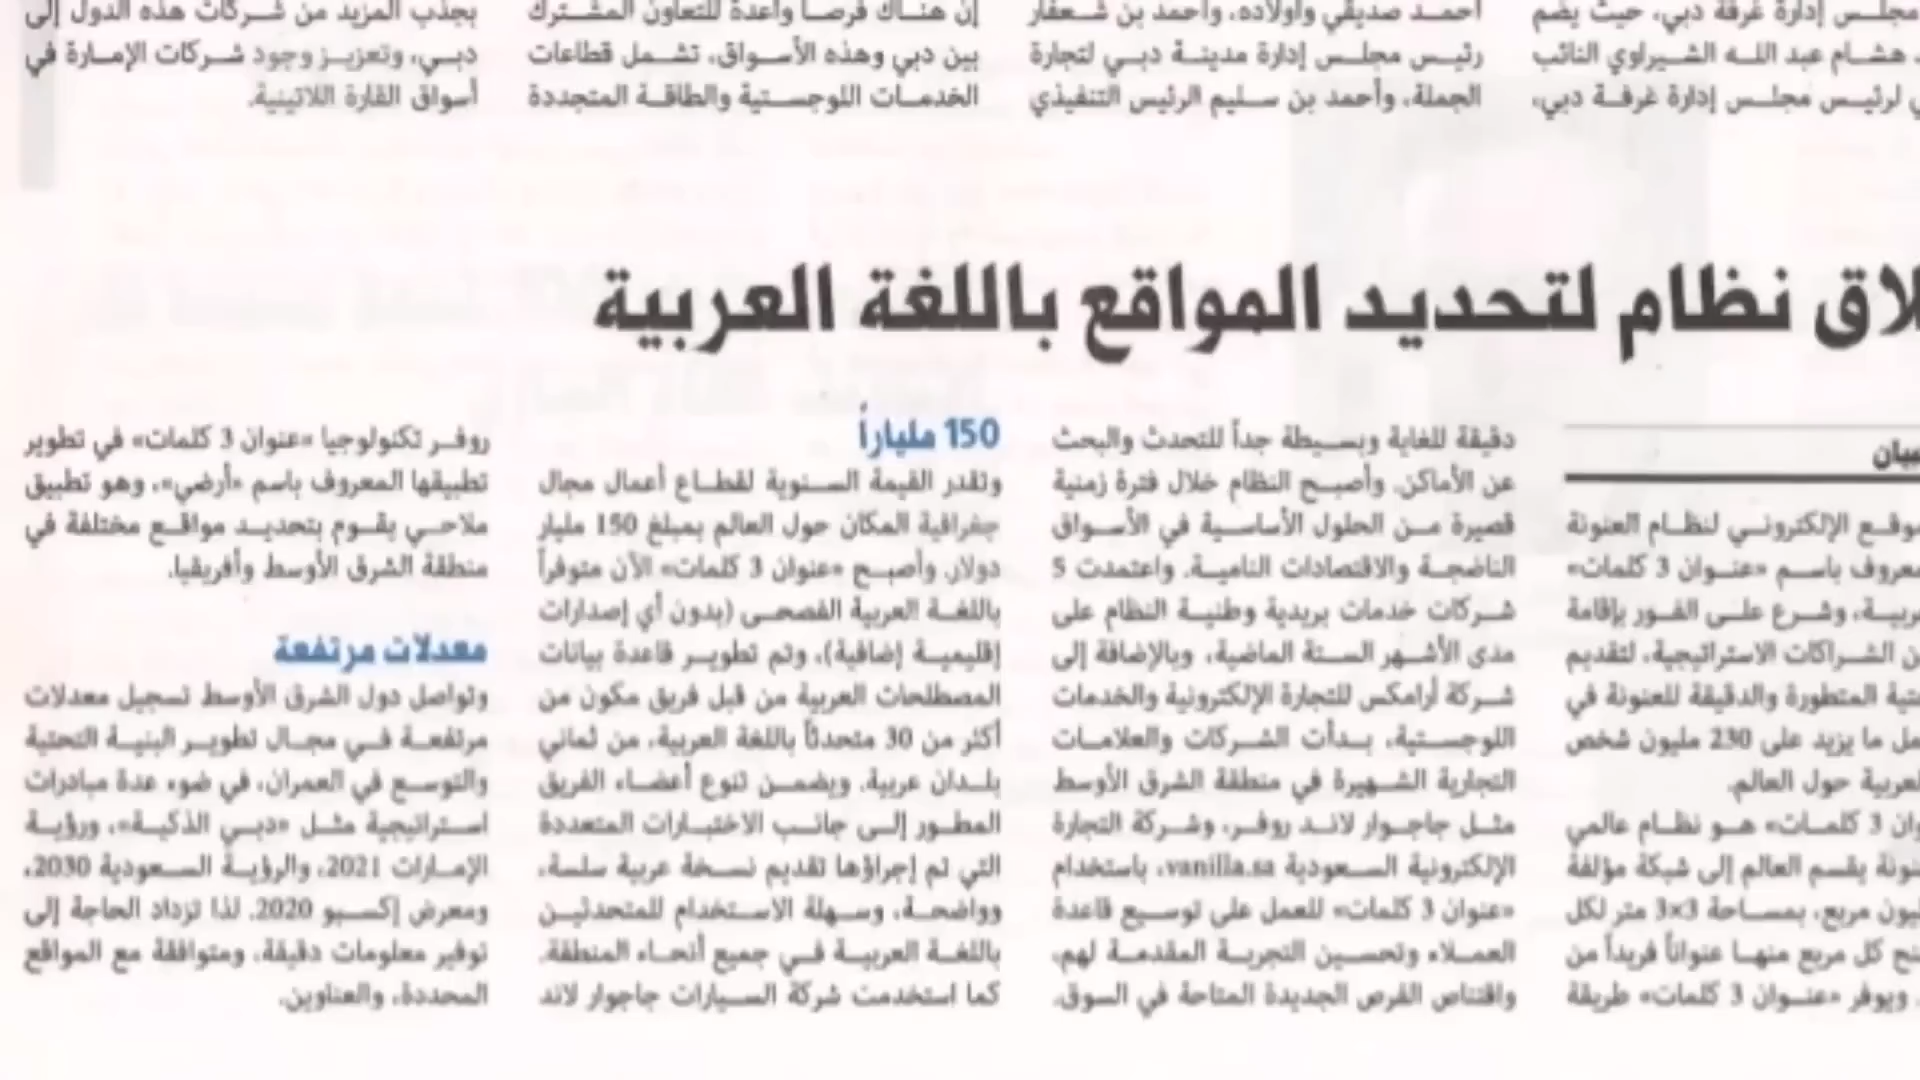 مجلس إدارة غرفة دبي، حيث يضم
هشام عبد الله الشيراوي النائب
لرئيس مجلس إدارة غرفة دبي،
أحمد صديقي وأولاده، وأحمد بن شعفار
رئيس مجلس إدارة مدينة دبي لتجارة
الجملة، وأحمد بن سليم الرئيس التنفيذي
إن هناك فرصاً واعدة للتعاون المشترك
بين دبي وهذه الأسواق، تشمل قطاعات
الخدمات اللوجستية والطاقة المتجددة
بجذب المزيد من شركات هذه الدول إلى
دبي، وتعزيز وجود شركات الإمارة في
أسواق القارة اللاتينية.
نظام لتحديد المواقع باللغة العربية
الإلكتروني لنظام العنونة
باسم «عنوان 3 كلمات»
وشرع على الفور بإقامة
الشراكات الاستراتيجية، لتقديم
المتطورة والدقيقة للعنونة في
ما يزيد على 230 مليون شخص
حول العالم.
3 كلمات» هو نظام عالمي
يقسم العالم إلى شبكة مؤلفة
مربع، بمساحة 3×3 متر لكل
كل مربع منها عنواناً فريداً من
ويوفر «عنوان 3 كلمات» طريقة
دقيقة للغاية وبسيطة جداً للتحدث والبحث
عن الأماكن. وأصبح النظام خلال فترة زمنية
قصيرة من الحلول الأساسية في الأسواق
الناضجة والاقتصادات النامية. واعتمدت 5
شركات خدمات بريدية وطنية النظام على
مدى الأشهر الستة الماضية، وبالإضافة إلى
شركة أرامكس للتجارة الإلكترونية والخدمات
اللوجستية، بدأت الشركات والعلامات
التجارية الشهيرة في منطقة الشرق الأوسط
مثل جاجوار لاند روفر، وشركة التجارة
الإلكترونية السعودية vanilla.sa، باستخدام
«عنوان 3 كلمات» للعمل على توسيع قاعدة
العملاء وتحسين التجربة المقدمة لهم،
واقتناص الفرص الجديدة المتاحة في السوق.
150 ملياراً
وتقدر القيمة السنوية لقطاع أعمال مجال
جغرافية المكان حول العالم بمبلغ 150 مليار
دولار. وأصبح «عنوان 3 كلمات» الآن متوفراً
باللغة العربية الفصحى (بدون أي إصدارات
إقليمية إضافية)، وتم تطوير قاعدة بيانات
المصطلحات العربية من قبل فريق مكون من
أكثر من 30 متحدثاً باللغة العربية، من ثماني
بلدان عربية. ويضمن تنوع أعضاء الفريق
المطور إلى جانب الاختبارات المتعددة
التي تم إجراؤها تقديم نسخة عربية سلسة،
وواضحة، وسهلة الاستخدام للمتحدثين
باللغة العربية في جميع أنحاء المنطقة.
كما استخدمت شركة السيارات جاجوار لاند
روفر تكنولوجيا «عنوان 3 كلمات» في تطوير
تطبيقها المعروف باسم «أرضي»، وهو تطبيق
ملاحي يقوم بتحديد مواقع مختلفة في
منطقة الشرق الأوسط وأفريقيا.
معدلات مرتفعة
وتواصل دول الشرق الأوسط تسجيل معدلات
مرتفعة في مجال تطوير البنية التحتية
والتوسع في العمران، في ضوء عدة مبادرات
استراتيجية مثل «دبي الذكية»، ورؤية
الإمارات 2021، والرؤية السعودية 2030،
ومعرض إكسبو 2020. لذا تزداد الحاجة إلى
توفير معلومات دقيقة، ومتوافقة مع المواقع
المحددة، والعناوين.